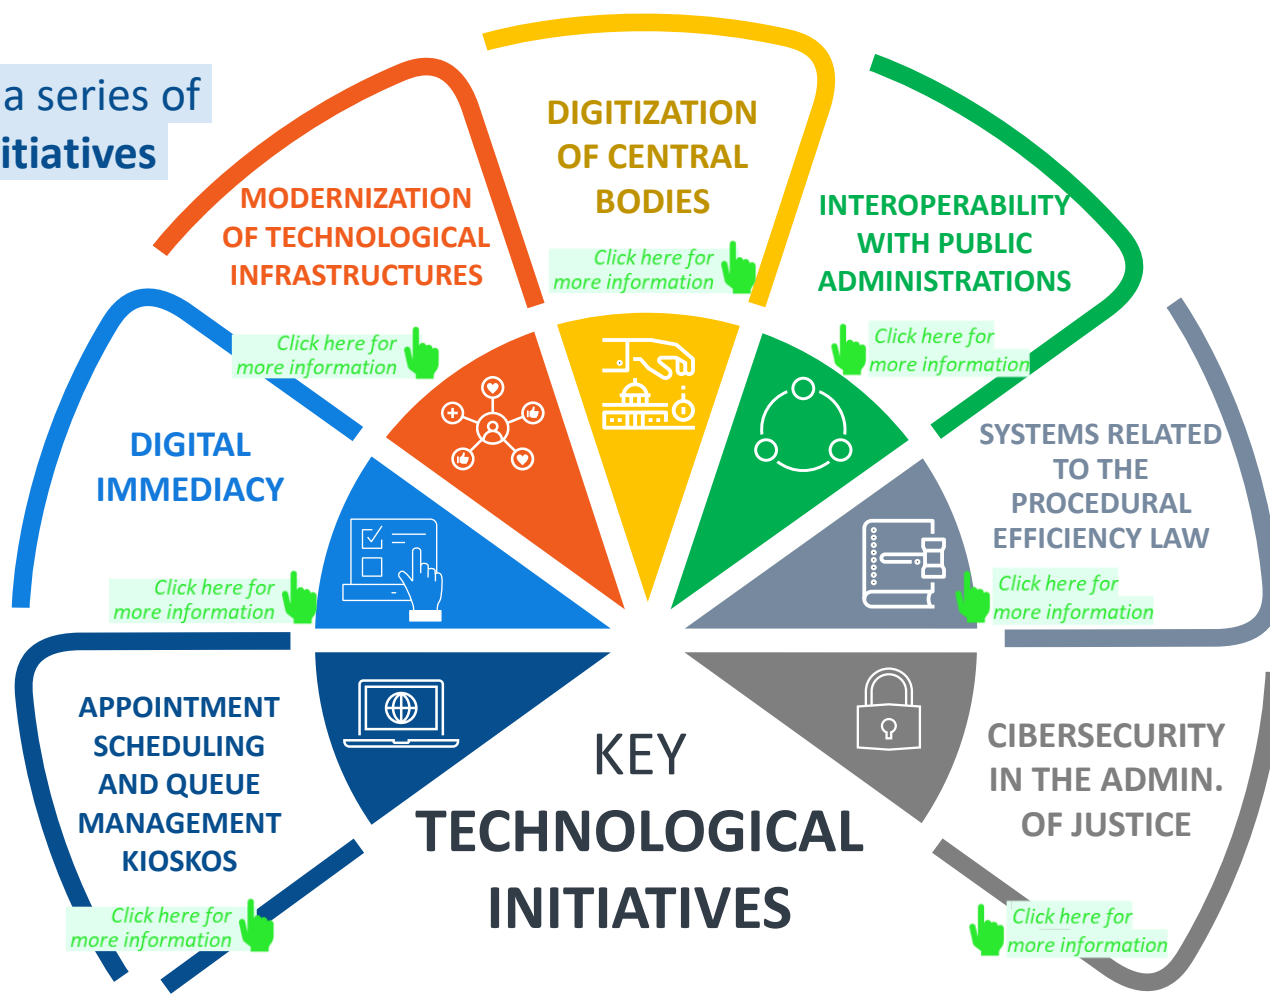 a series of
itiatives
DIGITIZATION
OF CENTRAL
BODIES
Click here for
more information
MODERNIZATION
OF TECHNOLOGICAL
INFRASTRUCTURES
Click here for
more information
INTEROPERABILITY
WITH PUBLIC
ADMINISTRATIONS
Click here for
more information
DIGITAL
IMMEDIACY
Click here for
more information
SYSTEMS RELATED
TO THE
PROCEDURAL
EFFICIENCY LAW
Click here for
more information
APPOINTMENT
SCHEDULING
AND QUEUE
MANAGEMENT
KIOSKOS
Click here for
more information
KEY
TECHNOLOGICAL
INITIATIVES
CIBERSECURITY
IN THE ADMIN.
OF JUSTICE
Click here for
more information